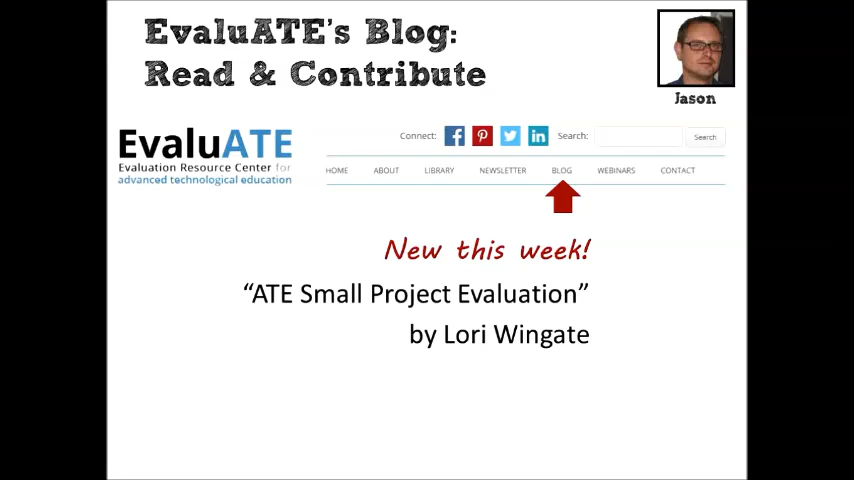 EvaluATE's Blog:
Read & Contribute
Jason
EvaluATE
Evaluation Resource Center for
advanced technological education
Connect: Search: Search
HOME ABOUT LIBRARY NEWSLETTER BLOG WEBINARS CONTACT
New this week!
“ATE Small Project Evaluation”
by Lori Wingate